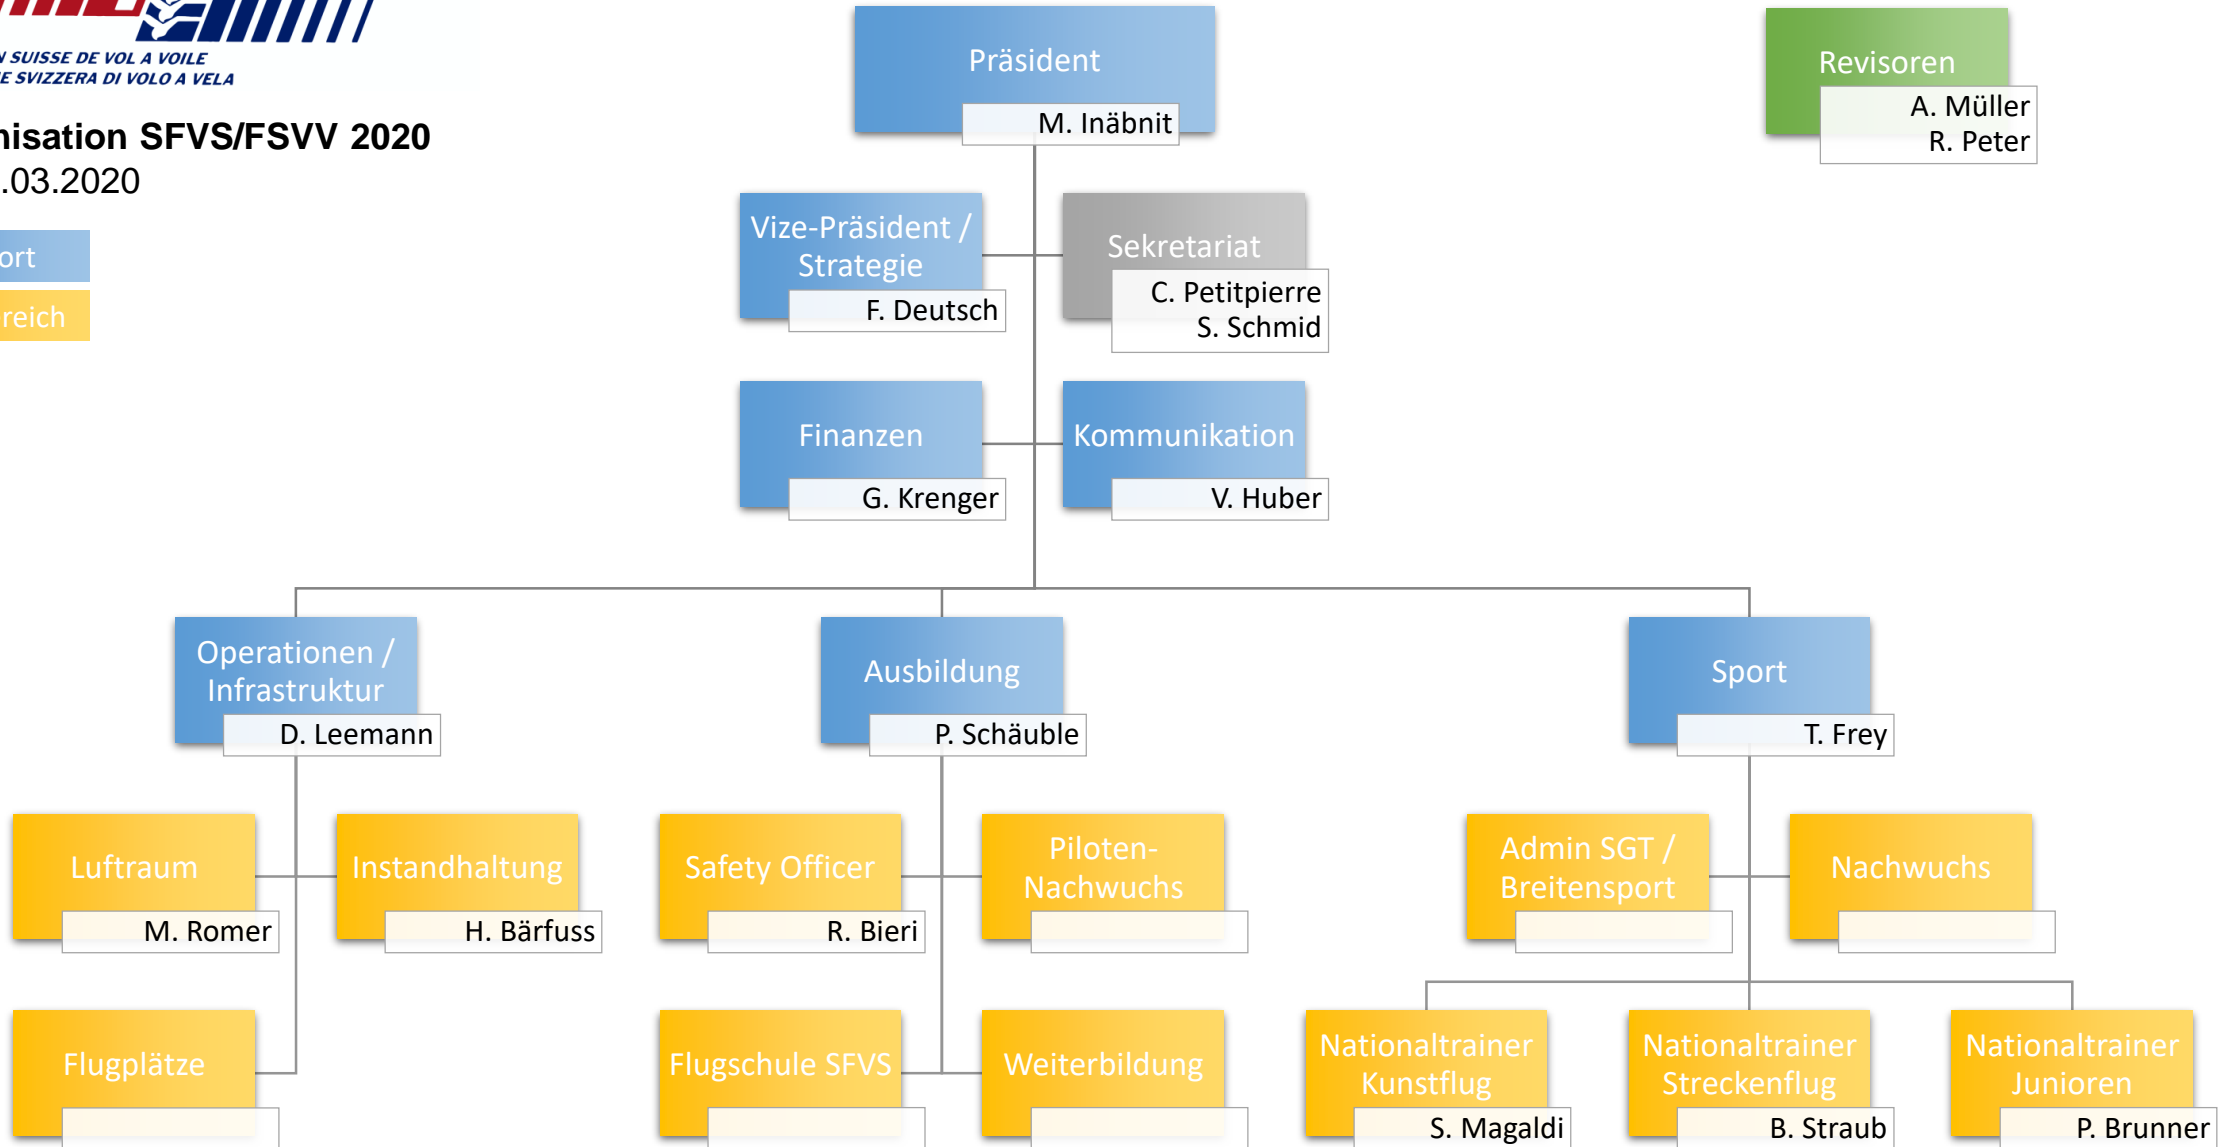 N SUISSE DE VOL A VOILE
E SVIZZERA DI VOLO A VELA
nisation SFVS/FSVV 2020
.03.2020
ort
reich
Präsident
M. Inäbnit
Revisoren
A. Müller
R. Peter
Vize-Präsident /
Strategie
F. Deutsch
Sekretariat
C. Petitpierre
S. Schmid
Finanzen
G. Krenger
Kommunikation
V. Huber
Operationen /
Infrastruktur
D. Leemann
Ausbildung
P. Schäuble
Sport
T. Frey
Luftraum
M. Romer
Instandhaltung
H. Bärfuss
Safety Officer
R. Bieri
Piloten-
Nachwuchs
Admin SGT /
Breitensport
Nachwuchs
Flugplätze
Flugschule SFVS
Weiterbildung
Nationaltrainer
Kunstflug
S. Magaldi
Nationaltrainer
Streckenflug
B. Straub
Nationaltrainer
Junioren
P. Brunner